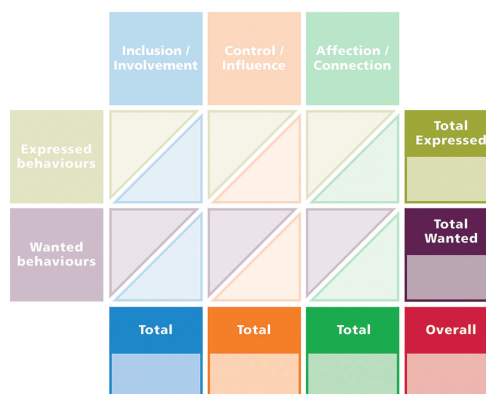 Inclusion /
Involvement
Control /
Influence
Affection /
Connection
Expressed
behaviours
Total
Expressed
Wanted
behaviours
Total
Wanted
Total
Total
Total
Overall